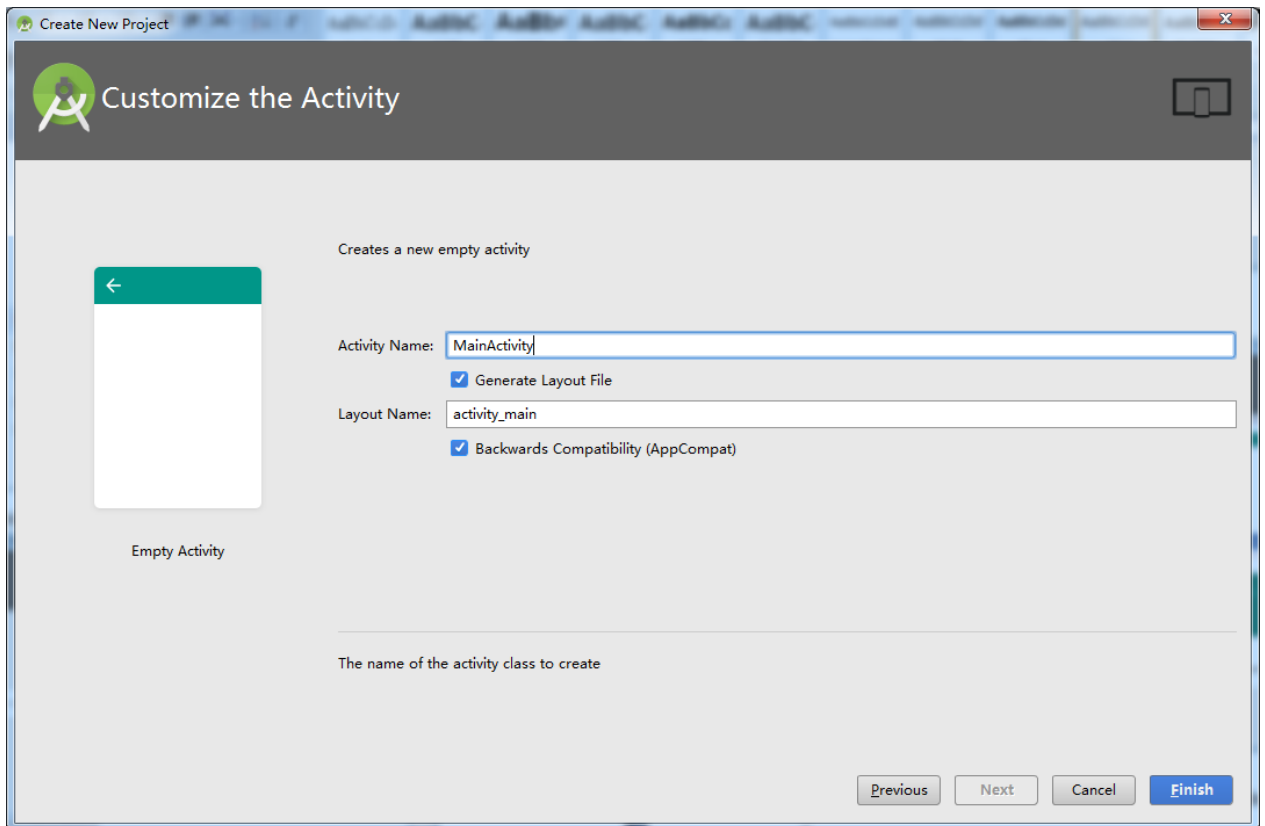 Create New Project
Customize the Activity
Creates a new empty activity
Activity Name: MainActivity
Generate Layout File
Layout Name: activity_main
Backwards Compatibility (AppCompat)
Empty Activity
The name of the activity class to create
Previous Next Cancel Finish